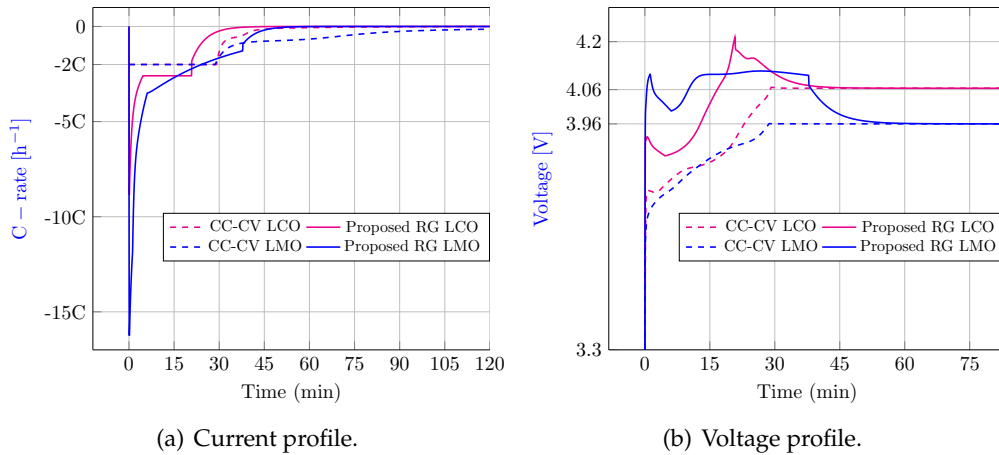 0
-2C
-5C
-10C
-15C
C − rate [h⁻¹]
CC-CV LCO
Proposed RG LCO
CC-CV LMO
Proposed RG LMO
0 15 30 45 60 75 90 105 120
Time (min)
(a) Current profile.
4.2
4.06
3.96
3.3
Voltage [V]
CC-CV LCO
Proposed RG LCO
CC-CV LMO
Proposed RG LMO
0 15 30 45 60 75
Time (min)
(b) Voltage profile.